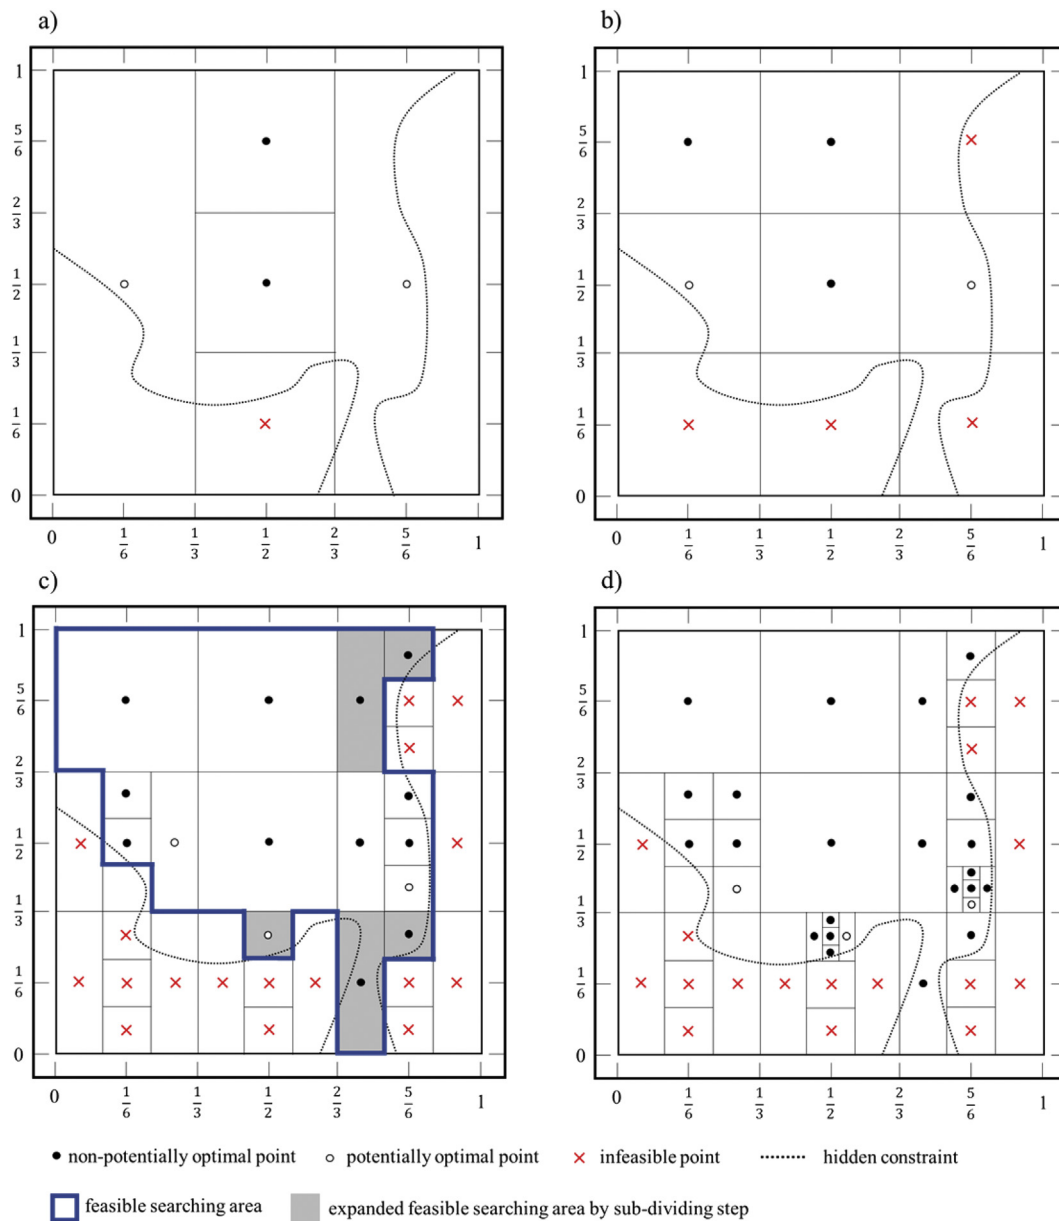 a)
b)
1
5/6
2/3
1/2
1/3
1/6
0
0 1/6 1/3 1/2 2/3 5/6 1
1
5/6
2/3
1/2
1/3
1/6
0
0 1/6 1/3 1/2 2/3 5/6 1
c)
d)
1
5/6
2/3
1/2
1/3
1/6
0
0 1/6 1/3 1/2 2/3 5/6 1
1
5/6
2/3
1/2
1/3
1/6
0
0 1/6 1/3 1/2 2/3 5/6 1
non-potentially optimal point potentially optimal point infeasible point hidden constraint
feasible searching area expanded feasible searching area by sub-dividing step